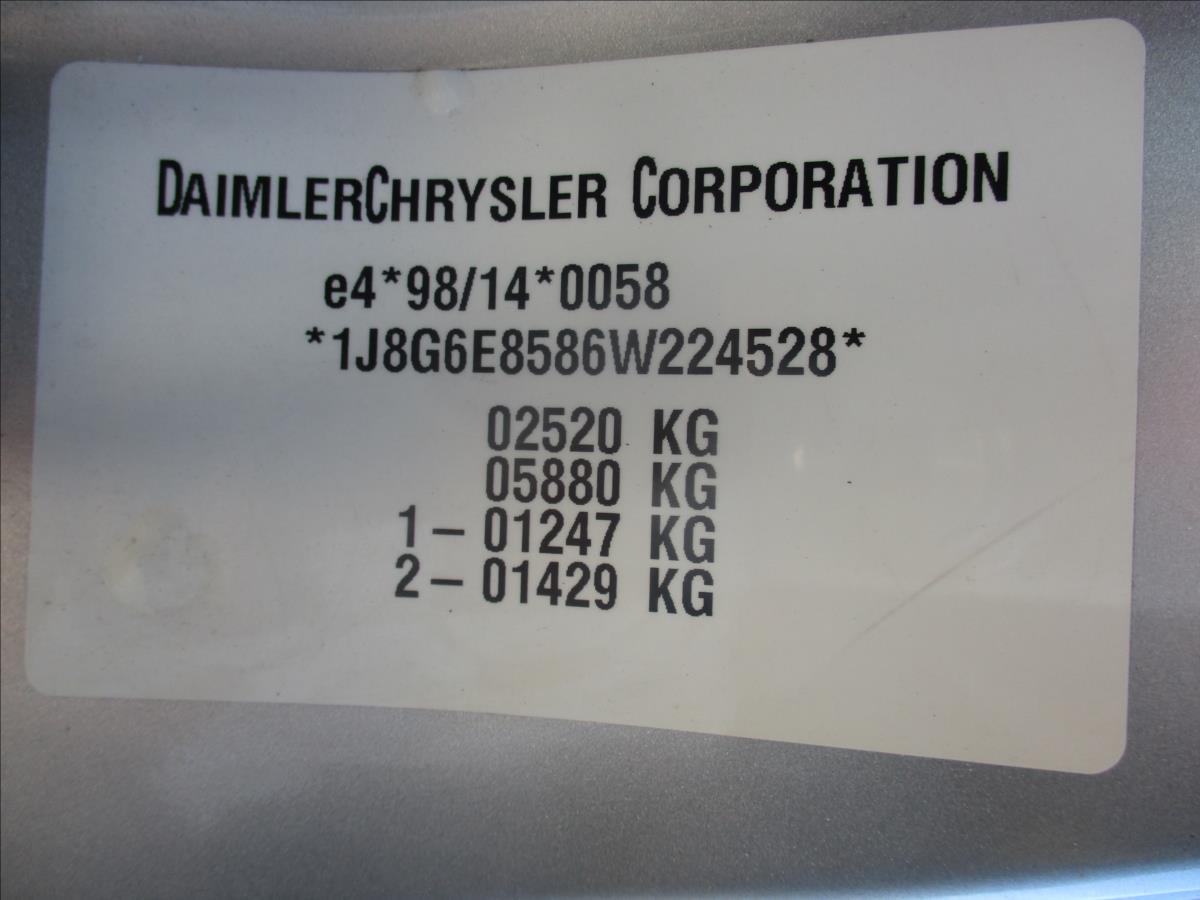 DAIMLERCHRYSLER CORPORATION
e4*98/14*0058
*1J8G6E8586W224528*
02520 KG
05880 KG
1- 01247 KG
2- 01429 KG